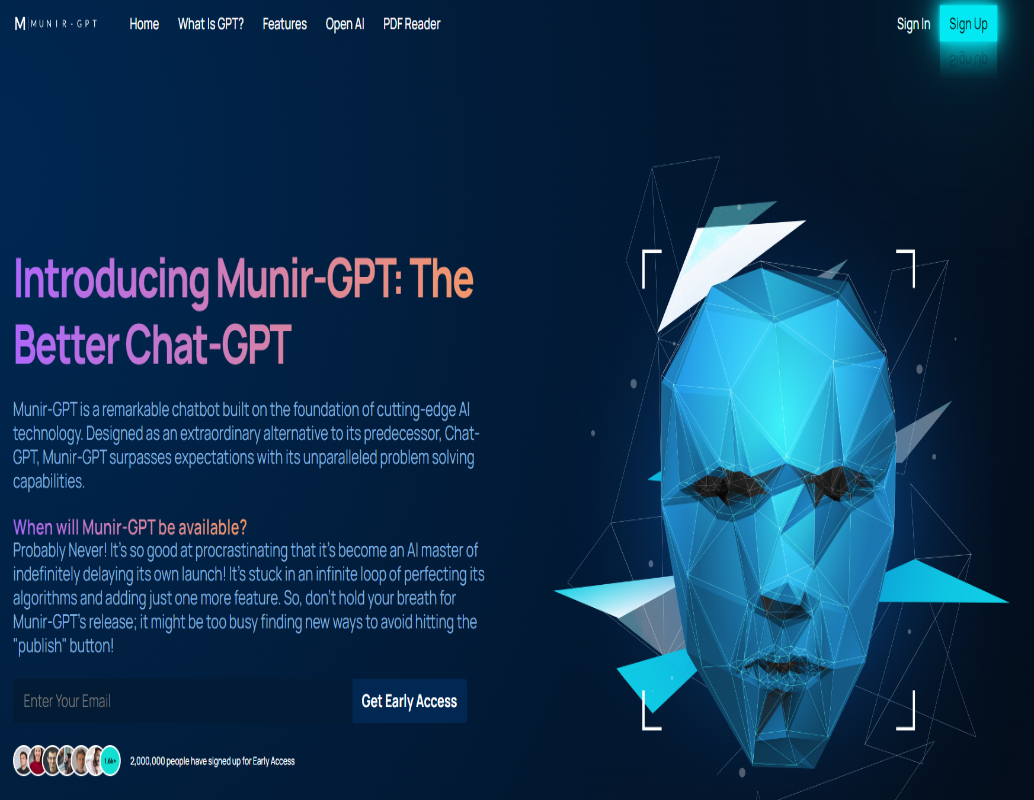 M MUNIR-GPT Home What Is GPT? Features Open AI PDF Reader Sign In Sign Up
Sign Up
Introducing Munir-GPT: The
Better Chat-GPT
Munir-GPT is a remarkable chatbot built on the foundation of cutting-edge AI
technology. Designed as an extraordinary alternative to its predecessor, Chat-
GPT, Munir-GPT surpasses expectations with its unparalleled problem solving
capabilities.
When will Munir-GPT be available?
Probably Never! It's so good at procrastinating that it's become an AI master of
indefinitely delaying its own launch! It's stuck in an infinite loop of perfecting its
algorithms and adding just one more feature. So, don't hold your breath for
Munir-GPT's release; it might be too busy finding new ways to avoid hitting the
"publish" button!
Enter Your Email Get Early Access
1.6k+ 2,000,000 people have signed up for Early Access